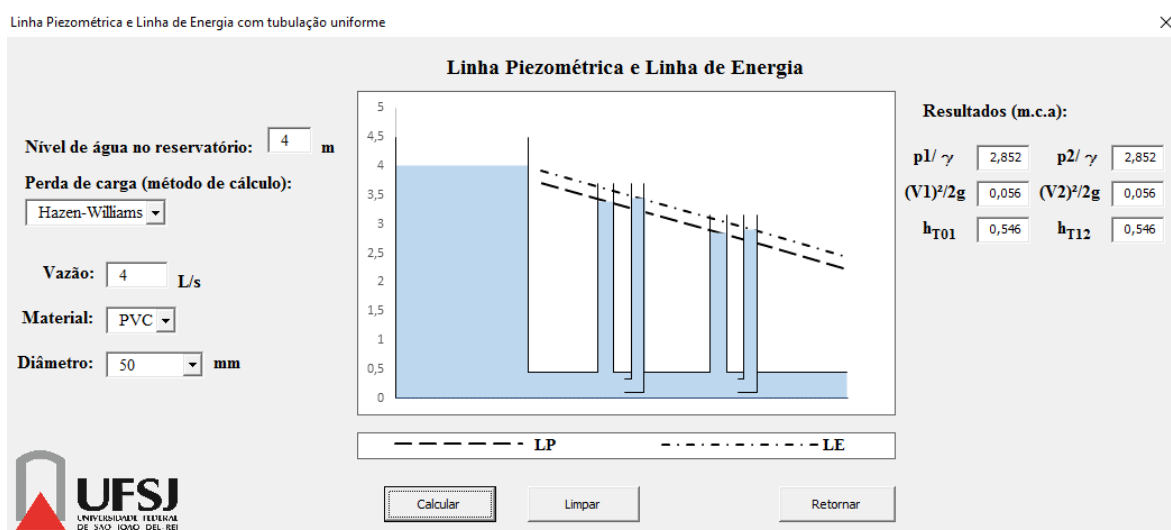 Linha Piezométrica e Linha de Energia com tubulação uniforme
Linha Piezométrica e Linha de Energia
Nível de água no reservatório: 4 m
Perda de carga (método de cálculo):
Hazen-Williams
Vazão: 4 L/s
Material: PVC
Diâmetro: 50 mm
5
4,5
4
3,5
3
2,5
2
1,5
1
0,5
0
LP LE
Resultados (m.c.a):
p1/ γ 2,852 p2/ γ 2,852
(V1)²/2g 0,056 (V2)²/2g 0,056
hT01 0,546 hT12 0,546
Calcular Limpar Retornar
UFSJ
UNIVERSIDADE FEDERAL
DE SÃO JOÃO DEL-REI